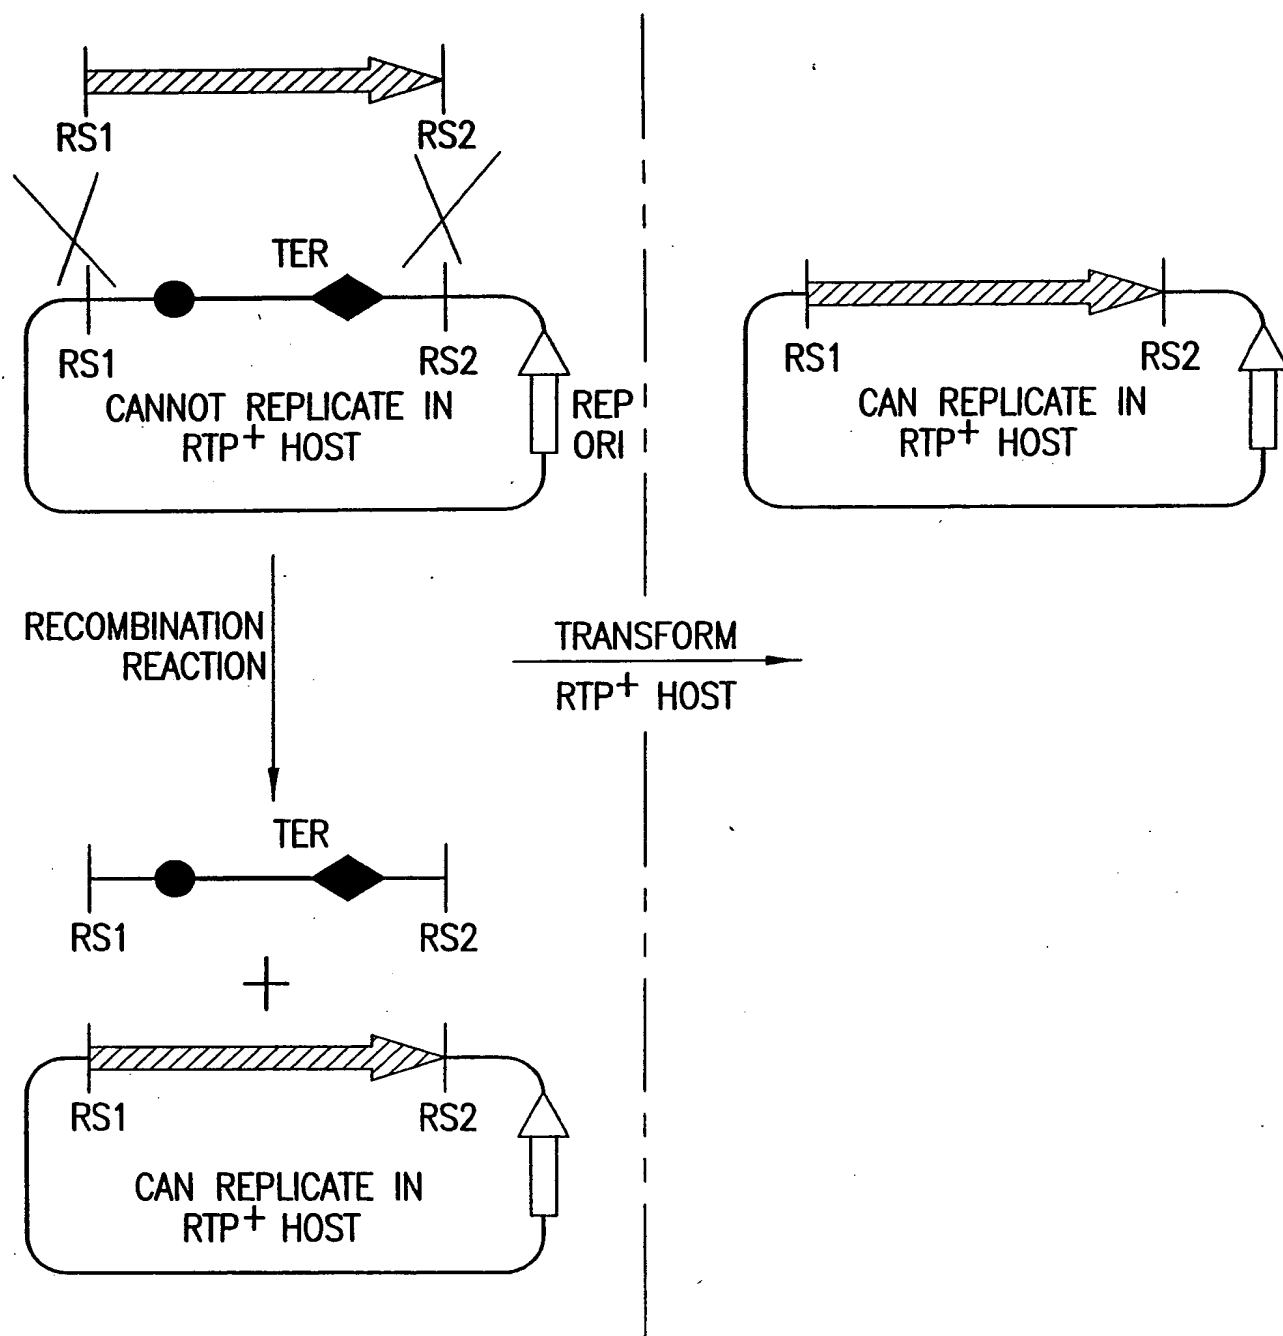 RS1
RS2
TER
RS1
RS2
CANNOT REPLICATE IN
RTP+ HOST
REP
ORI
RS1
RS2
CAN REPLICATE IN
RTP+ HOST
RECOMBINATION
REACTION
TRANSFORM
RTP+ HOST
TER
RS1
RS2
+
RS1
RS2
CAN REPLICATE IN
RTP+ HOST